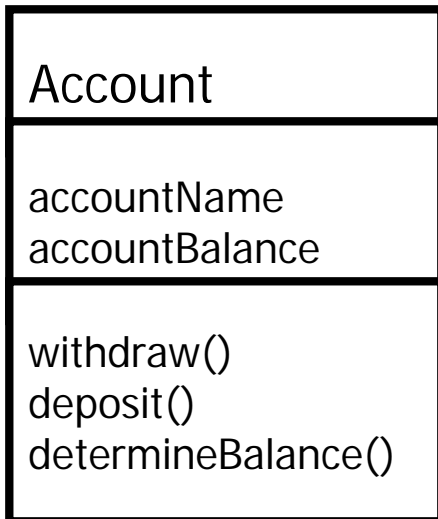 Account
accountName
accountBalance
withdraw()
deposit()
determineBalance()